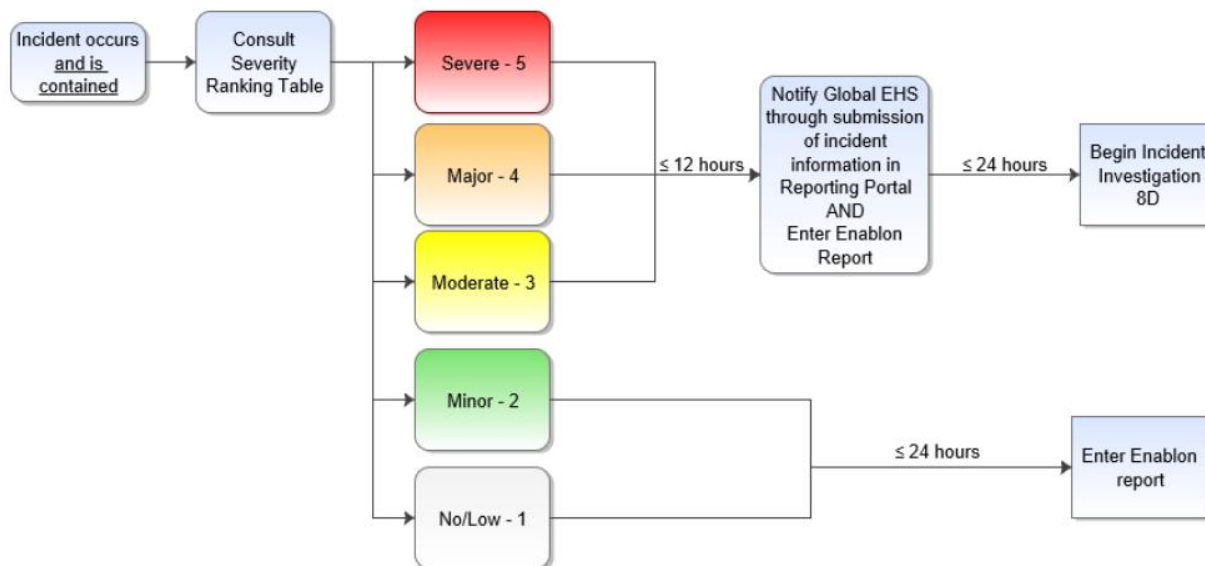 Incident occurs
and is
contained
Consult
Severity
Ranking Table
Severe - 5
Major - 4
Moderate - 3
Minor - 2
No/Low - 1
≤ 12 hours
Notify Global EHS
through submission
of incident
information in
Reporting Portal
AND
Enter Enablon
Report
≤ 24 hours
Begin Incident
Investigation
8D
≤ 24 hours
Enter Enablon
report